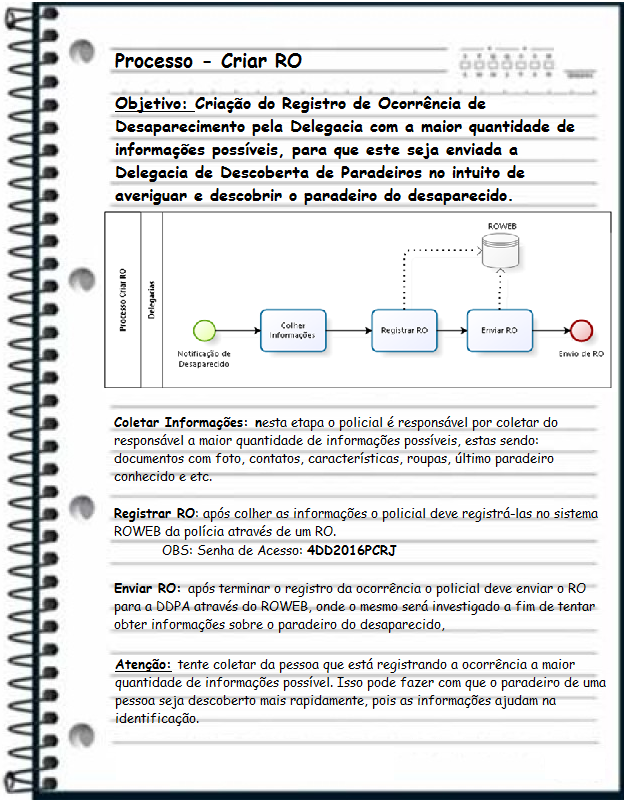 Processo - Criar RO
Objetivo: Criação do Registro de Ocorrência de
Desaparecimento pela Delegacia com a maior quantidade de
informações possíveis, para que este seja enviada a
Delegacia de Descoberta de Paradeiros no intuito de
averiguar e descobrir o paradeiro do desaparecido.
Processo Criar RO
Delegacias
ROWEB
Notificação de
Desaparecido
Colher
Informações
Registrar RO
Enviar RO
Envio de RO
Coletar Informações: nesta etapa o policial é responsável por coletar do
responsável a maior quantidade de informações possíveis, estas sendo:
documentos com foto, contatos, características, roupas, último paradeiro
conhecido e etc.
Registrar RO: após colher as informações o policial deve registrá-las no sistema
ROWEB da polícia através de um RO.
OBS: Senha de Acesso: 4DD2016PCRJ
Enviar RO: após terminar o registro da ocorrência o policial deve enviar o RO
para a DDPA através do ROWEB, onde o mesmo será investigado a fim de tentar
obter informações sobre o paradeiro do desaparecido,
Atenção: tente coletar da pessoa que está registrando a ocorrência a maior
quantidade de informações possível. Isso pode fazer com que o paradeiro de uma
pessoa seja descoberto mais rapidamente, pois as informações ajudam na
identificação.